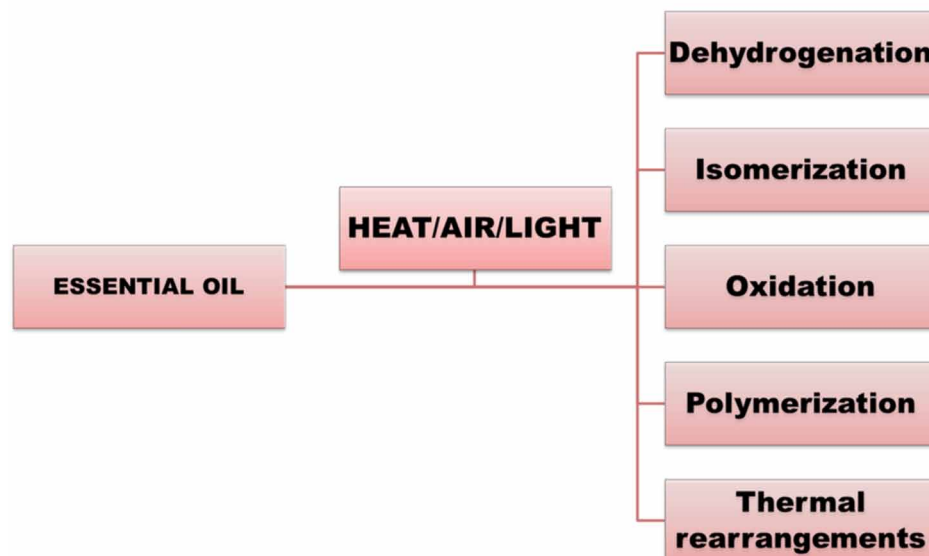 Dehydrogenation
Isomerization
HEAT/AIR/LIGHT
ESSENTIAL OIL
Oxidation
Polymerization
Thermal
rearrangements